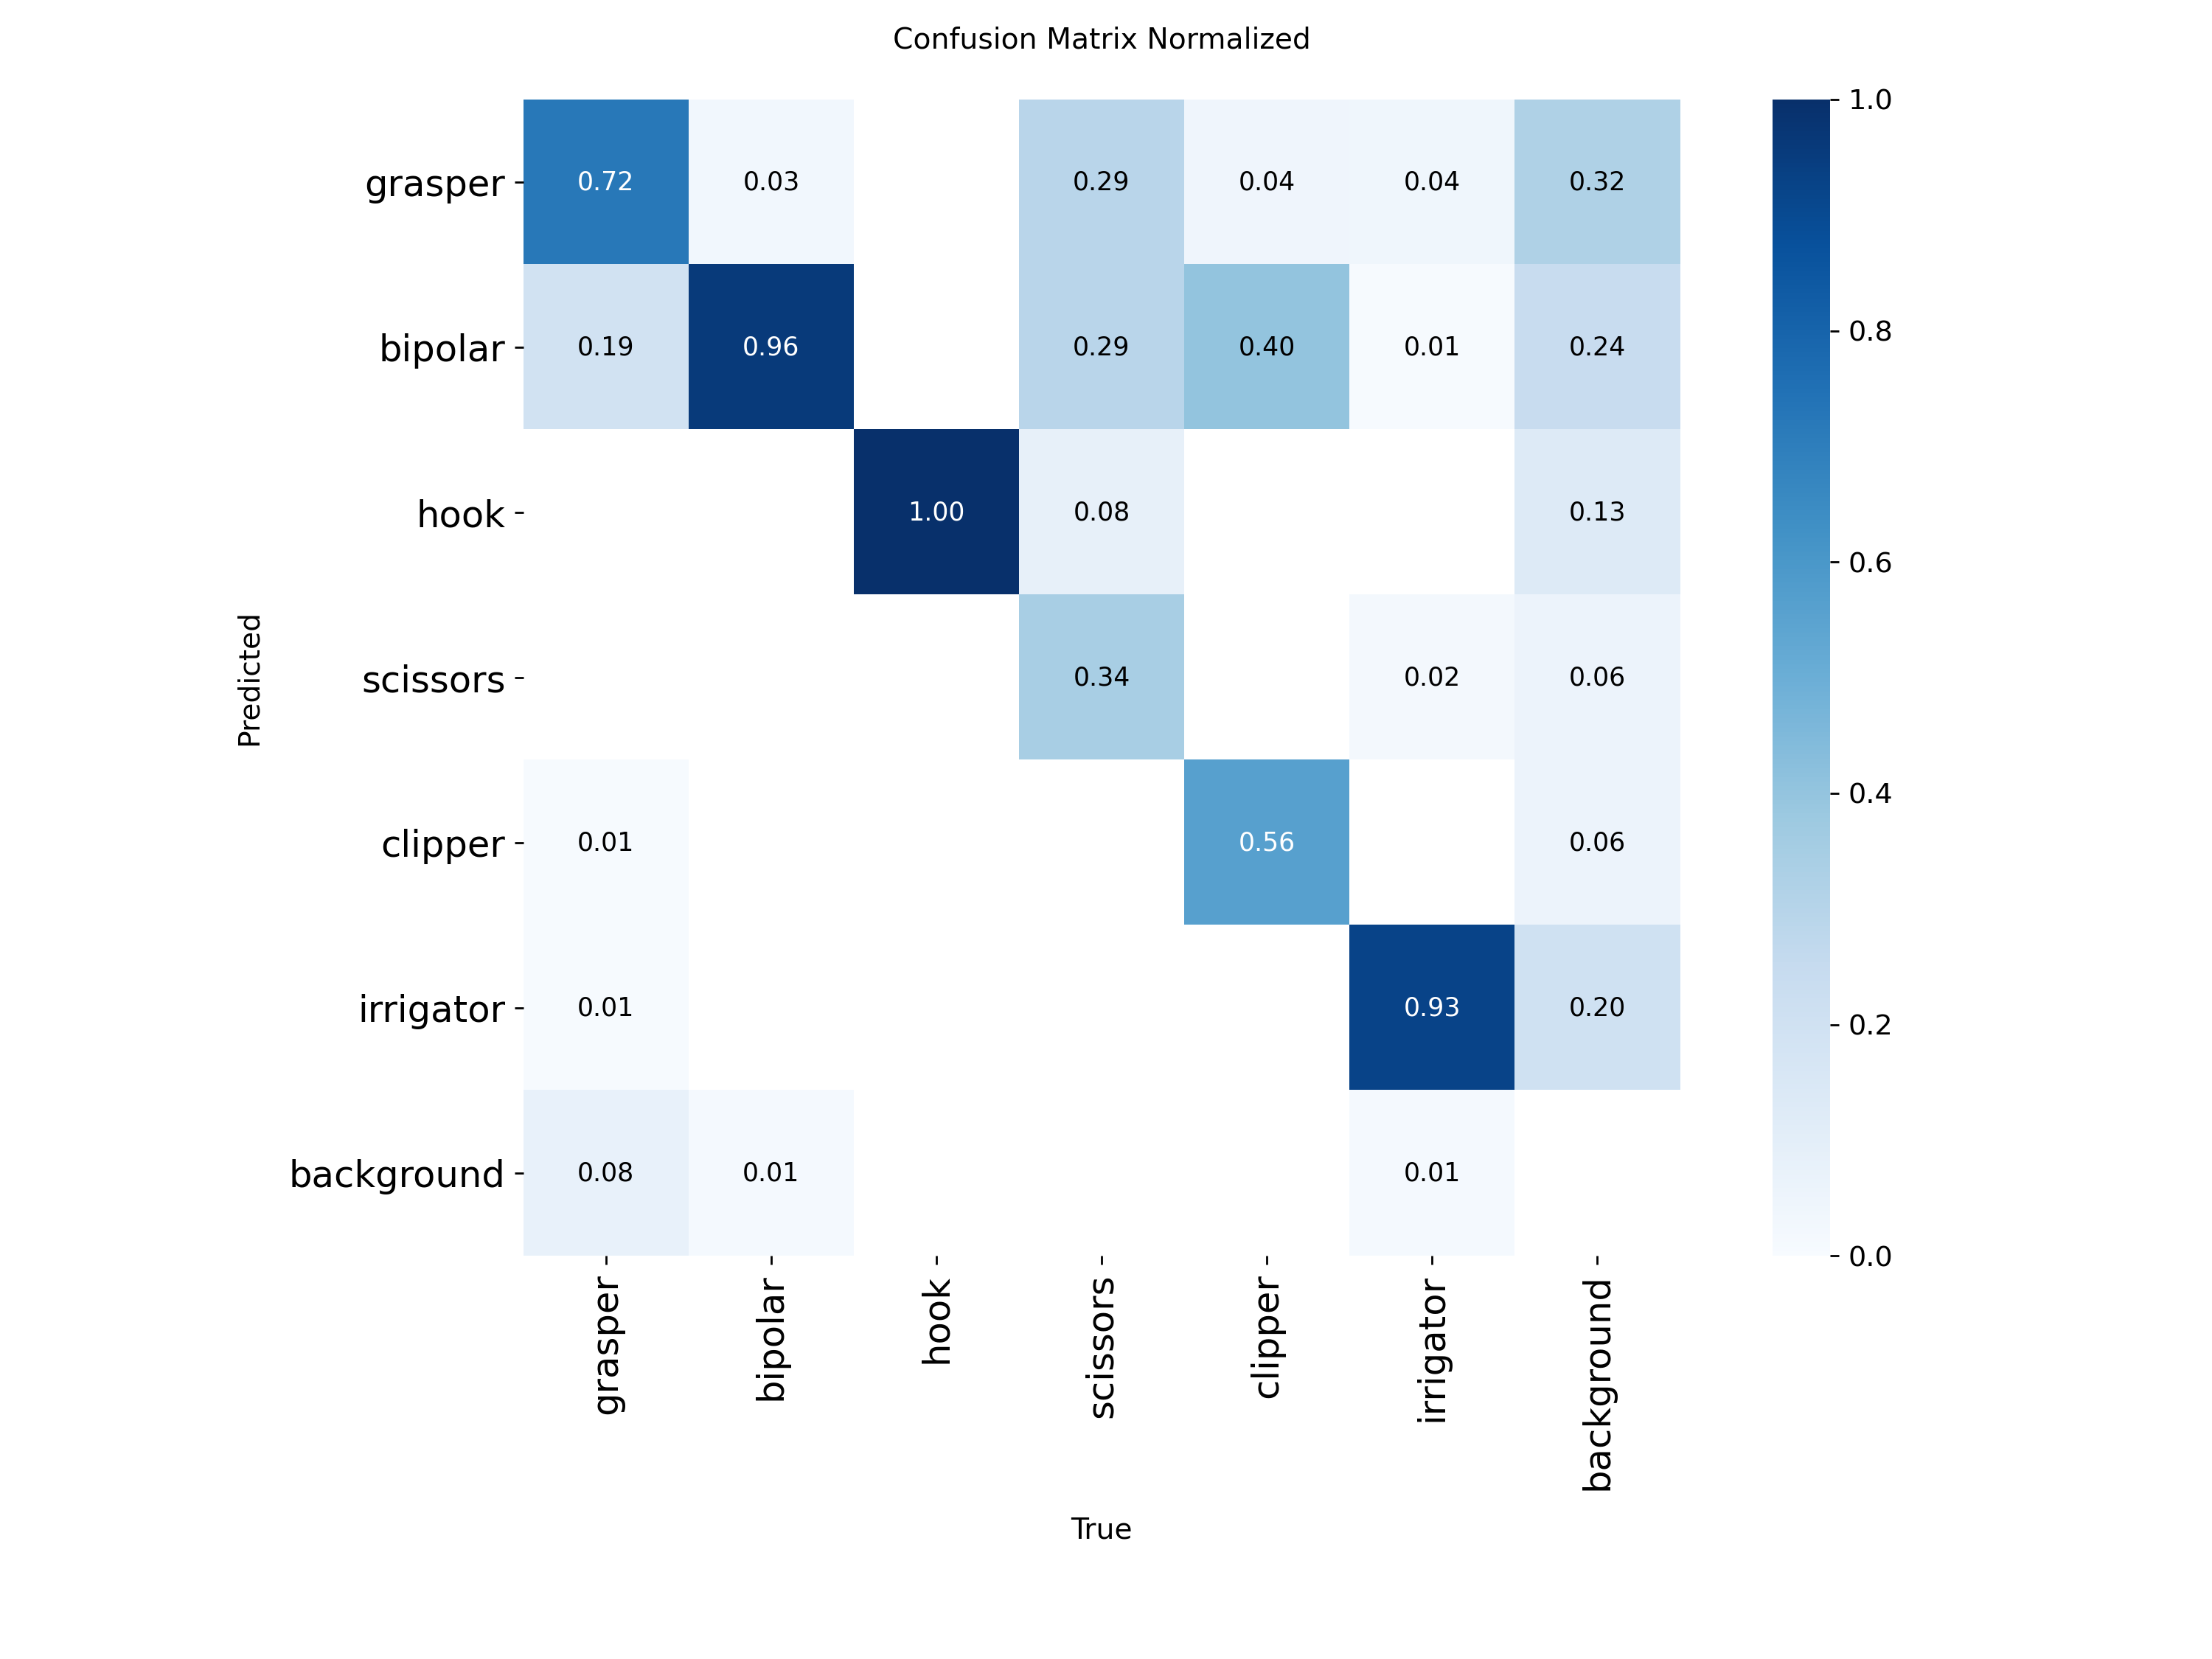 Confusion Matrix Normalized
grasper 0.72 0.03 0.29 0.04 0.04 0.32
bipolar 0.19 0.96 0.29 0.40 0.01 0.24
hook 1.00 0.08 0.13
scissors 0.34 0.02 0.06
clipper 0.01 0.56 0.06
irrigator 0.01 0.93 0.20
background 0.08 0.01 0.01
Predicted
grasper bipolar hook scissors clipper irrigator background
True
1.0
0.8
0.6
0.4
0.2
0.0